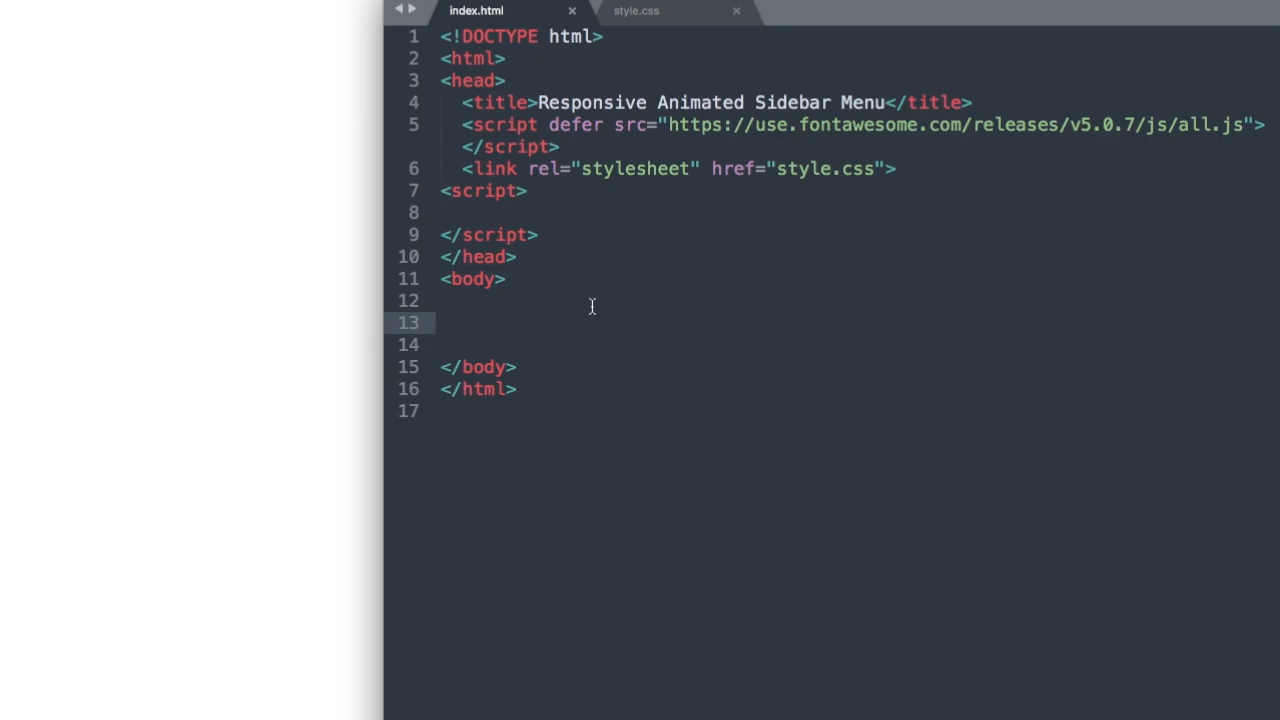 index.html × style.css ×
1 <!DOCTYPE html>
2 <html>
3 <head>
4 <title>Responsive Animated Sidebar Menu</title>
5 <script defer src="https://use.fontawesome.com/releases/v5.0.7/js/all.js">
</script>
6 <link rel="stylesheet" href="style.css">
7 <script>
8
9 </script>
10 </head>
11 <body>
12
13
14
15 </body>
16 </html>
17